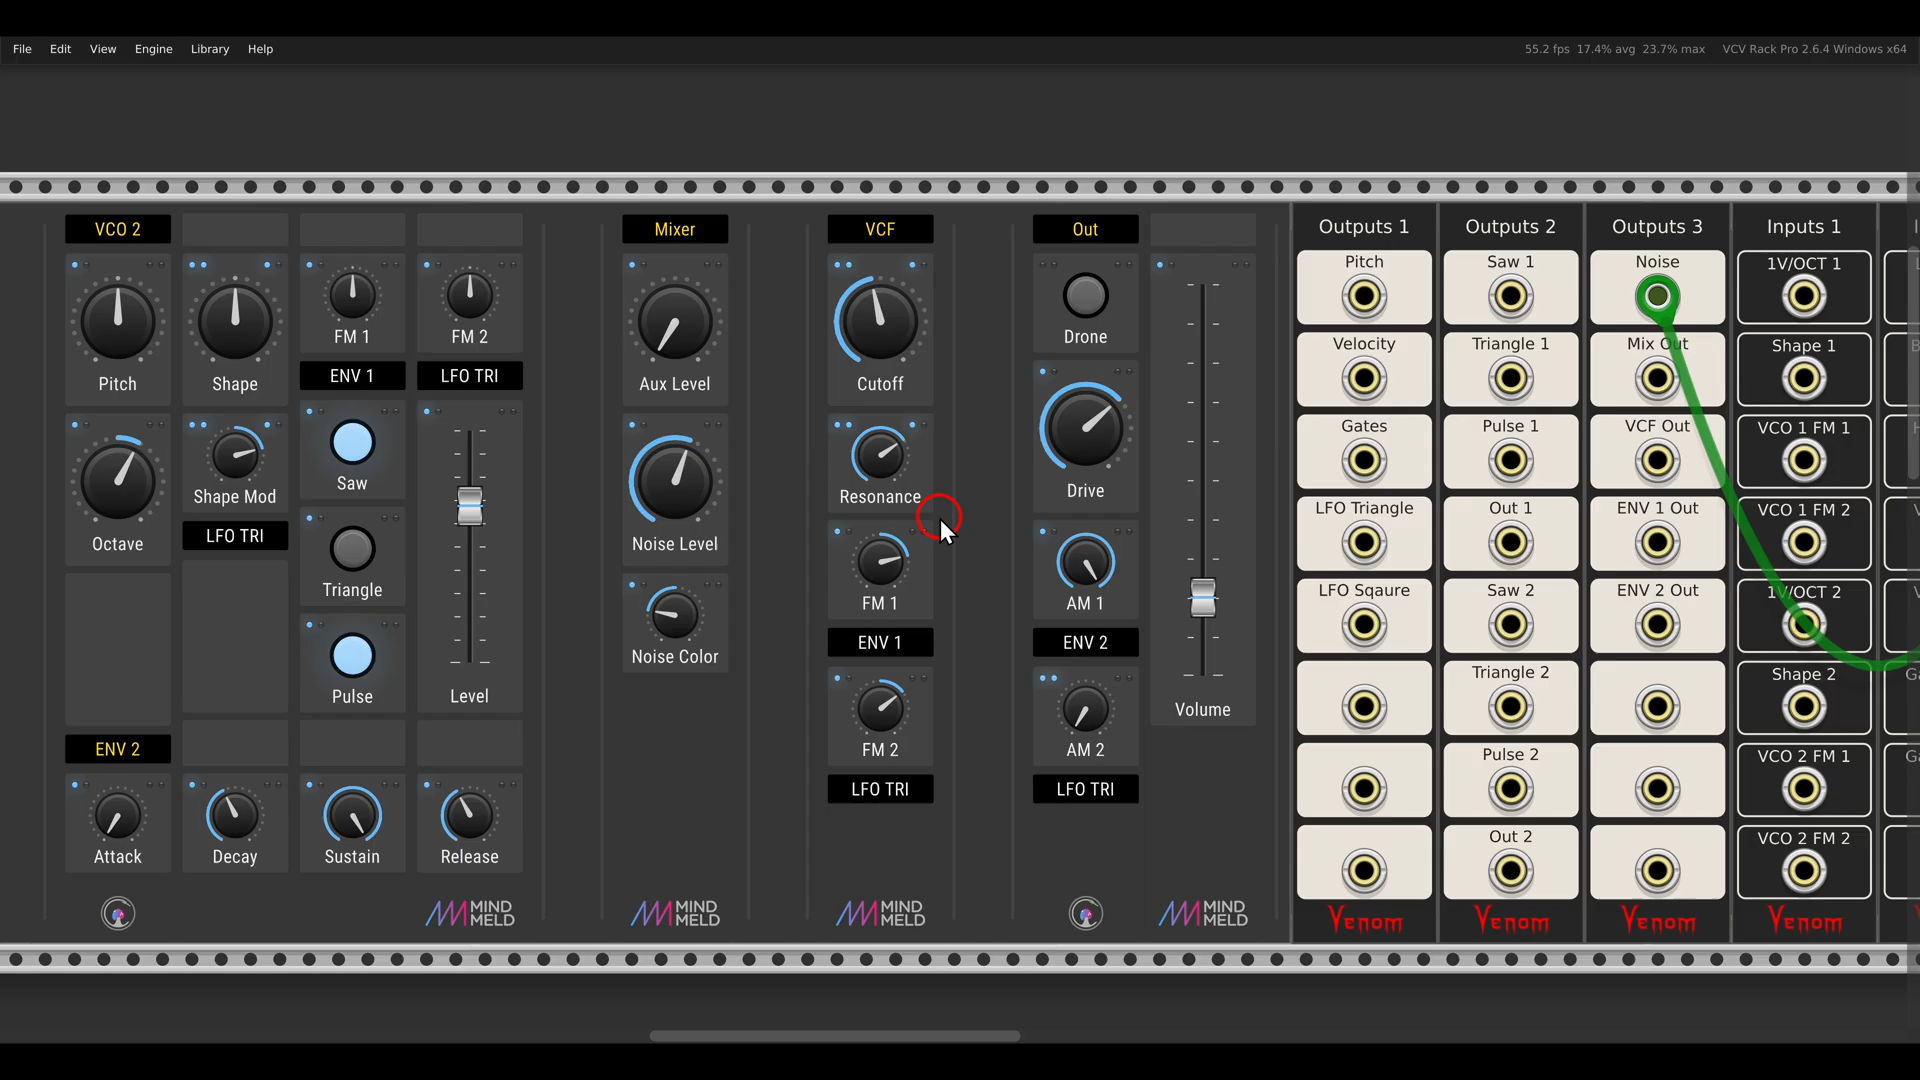 File Edit View Engine Library Help
55.2 fps 17.4% avg 23.7% max VCV Rack Pro 2.6.4 Windows x64
VCO 2
Pitch
Shape
FM 1
FM 2
ENV 1
LFO TRI
Octave
Shape Mod
LFO TRI
Saw
Triangle
Pulse
Level
ENV 2
Attack
Decay
Sustain
Release
MIND
MELD
Mixer
Aux Level
Noise Level
Noise Color
MIND
MELD
VCF
Cutoff
Resonance
FM 1
ENV 1
FM 2
LFO TRI
MIND
MELD
Out
Drone
Drive
AM 1
ENV 2
AM 2
LFO TRI
Volume
MIND
MELD
Outputs 1
Pitch
Velocity
Gates
LFO Triangle
LFO Sqaure
Venom
Outputs 2
Saw 1
Triangle 1
Pulse 1
Out 1
Saw 2
Triangle 2
Pulse 2
Out 2
Venom
Outputs 3
Noise
Mix Out
VCF Out
ENV 1 Out
ENV 2 Out
Venom
Inputs 1
1V/OCT 1
Shape 1
VCO 1 FM 1
VCO 1 FM 2
1V/OCT 2
Shape 2
VCO 2 FM 1
VCO 2 FM 2
Venom